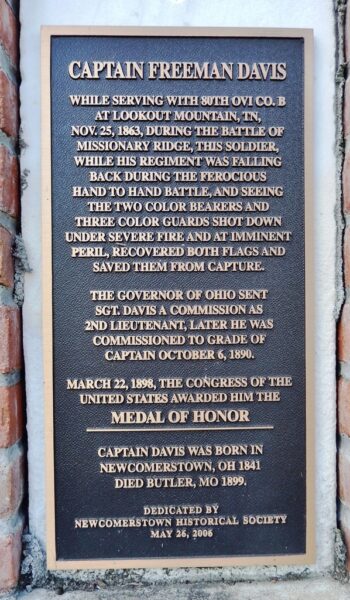 CAPTAIN FREEMAN DAVIS
WHILE SERVING WITH 80TH OVI CO. B
AT LOOKOUT MOUNTAIN, TN,
NOV. 25, 1863, DURING THE BATTLE OF
MISSIONARY RIDGE, THIS SOLDIER,
WHILE HIS REGIMENT WAS FALLING
BACK DURING THE FEROCIOUS
HAND TO HAND BATTLE, AND SEEING
THE TWO COLOR BEARERS AND
THREE COLOR GUARDS SHOT DOWN
UNDER SEVERE FIRE AND AT IMMINENT
PERIL, RECOVERED BOTH FLAGS AND
SAVED THEM FROM CAPTURE.
THE GOVERNOR OF OHIO SENT
SGT. DAVIS A COMMISSION AS
2ND LIEUTENANT, LATER HE WAS
COMMISSIONED TO GRADE OF
CAPTAIN OCTOBER 6, 1890.
MARCH 22, 1898, THE CONGRESS OF THE
UNITED STATES AWARDED HIM THE
MEDAL OF HONOR
CAPTAIN DAVIS WAS BORN IN
NEWCOMERSTOWN, OH 1841
DIED BUTLER, MO 1899.
DEDICATED BY
NEWCOMERSTOWN HISTORICAL SOCIETY
MAY 26, 2006